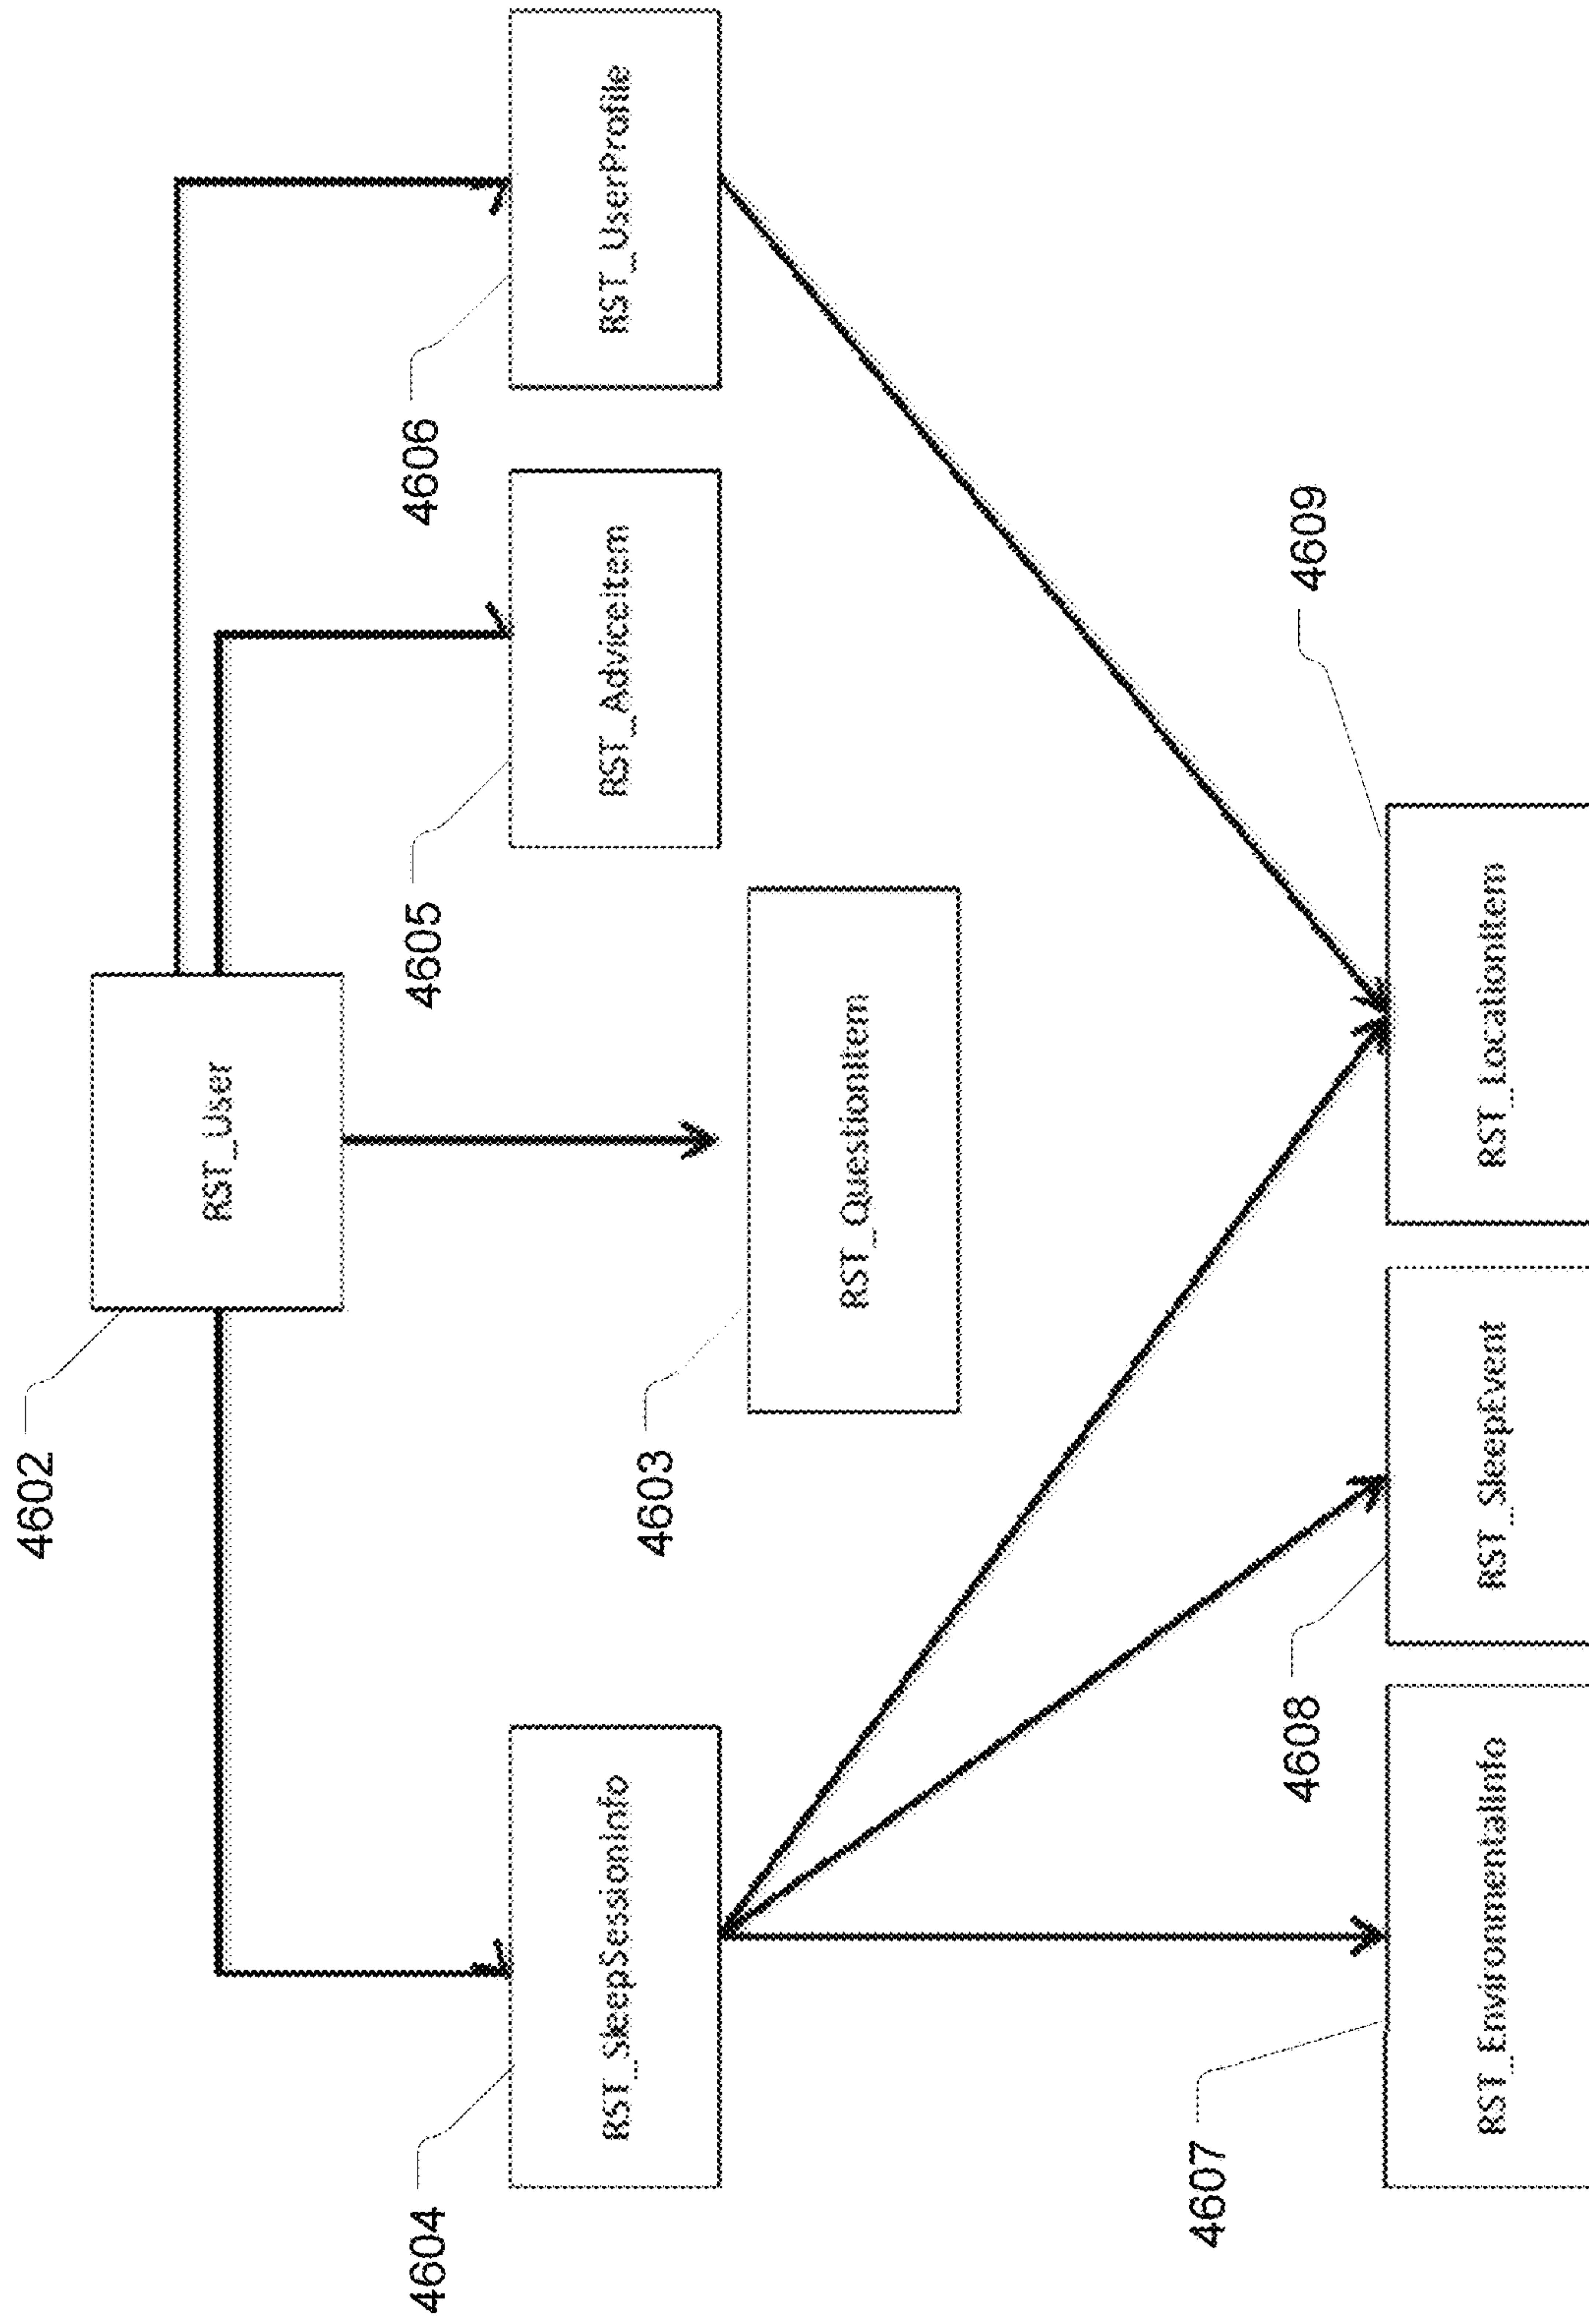 4602
RST_User
4604
RST_SleepSessionInfo
4603
RST_QuestionItem
4605
RST_AdviceItem
4606
RST_UserProfile
4607
RST_EnvironmentalInfo
4608
RST_SleepEvent
4609
RST_LocationItem